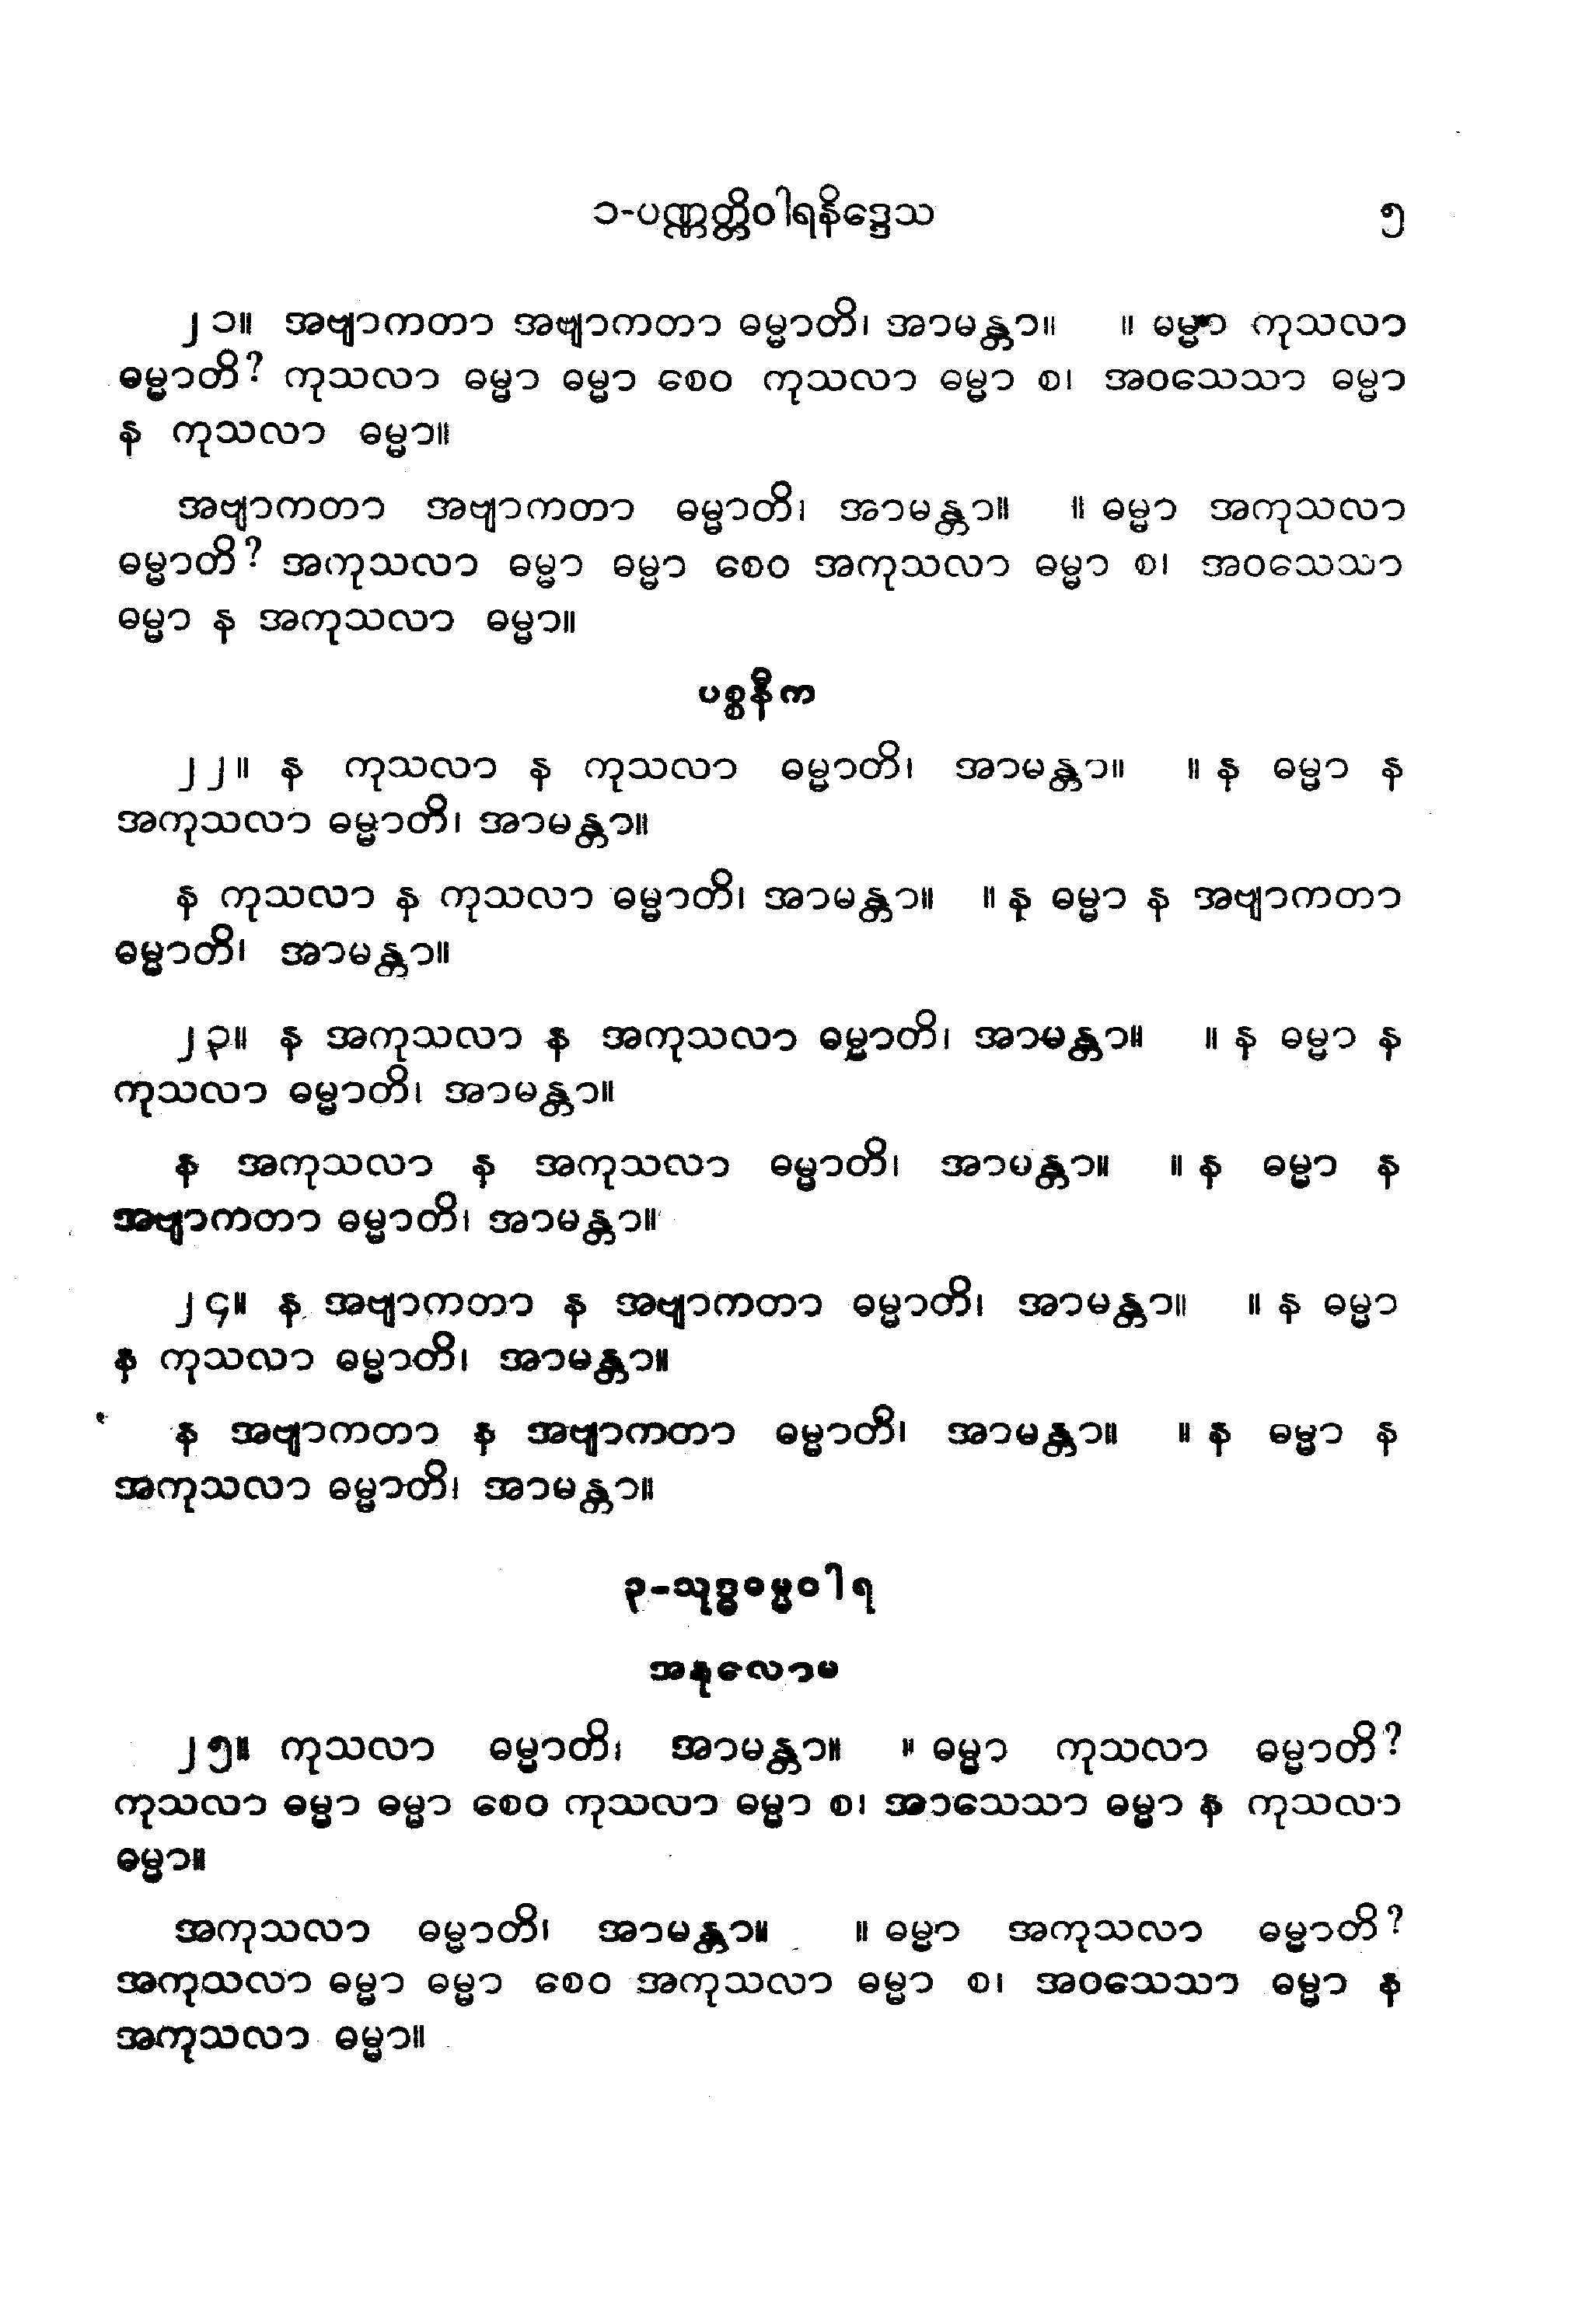 ၁-ပဏ္ဏတ္တိဝါရနိဒ္ဒေသ ၅
၂၁။ အဗျာကတာ အဗျာကတာ ဓမ္မာတိ၊ အာမန္တာ။ ။ ဓမ္မာ ကုသလာ
ဓမ္မာတိ? ကုသလာ ဓမ္မာ ဓမ္မာ စေဝ ကုသလာ ဓမ္မာ စ၊ အဝသေသာ ဓမ္မာ
န ကုသလာ ဓမ္မာ။
အဗျာကတာ အဗျာကတာ ဓမ္မာတိ၊ အာမန္တာ။ ။ ဓမ္မာ အကုသလာ
ဓမ္မာတိ? အကုသလာ ဓမ္မာ ဓမ္မာ စေဝ အကုသလာ ဓမ္မာ စ၊ အဝသေသာ
ဓမ္မာ န အကုသလာ ဓမ္မာ။
ပစ္စနီက
၂၂။ န ကုသလာ န ကုသလာ ဓမ္မာတိ၊ အာမန္တာ။ ။ န ဓမ္မာ န
အကုသလာ ဓမ္မာတိ၊ အာမန္တာ။
န ကုသလာ န ကုသလာ ဓမ္မာတိ၊ အာမန္တာ။ ။ န ဓမ္မာ န အဗျာကတာ
ဓမ္မာတိ၊ အာမန္တာ။
၂၃။ န အကုသလာ န အကုသလာ ဓမ္မာတိ၊ အာမန္တာ။ ။ န ဓမ္မာ န
ကုသလာ ဓမ္မာတိ၊ အာမန္တာ။
န အကုသလာ န အကုသလာ ဓမ္မာတိ၊ အာမန္တာ။ ။ န ဓမ္မာ န
အဗျာကတာ ဓမ္မာတိ၊ အာမန္တာ။
၂၄။ န အဗျာကတာ န အဗျာကတာ ဓမ္မာတိ၊ အာမန္တာ။ ။ န ဓမ္မာ
န ကုသလာ ဓမ္မာတိ၊ အာမန္တာ။
န အဗျာကတာ န အဗျာကတာ ဓမ္မာတိ၊ အာမန္တာ။ ။ န ဓမ္မာ န
အကုသလာ ဓမ္မာတိ၊ အာမန္တာ။
၃-သုဒ္ဓဓမ္မဝါရ
အနုလောမ
၂၅။ ကုသလာ ဓမ္မာတိ၊ အာမန္တာ။ ။ ဓမ္မာ ကုသလာ ဓမ္မာတိ?
ကုသလာ ဓမ္မာ ဓမ္မာ စေဝ ကုသလာ ဓမ္မာ စ၊ အာသေသာ ဓမ္မာ န ကုသလာ
ဓမ္မာ။
အကုသလာ ဓမ္မာတိ၊ အာမန္တာ။ ။ ဓမ္မာ အကုသလာ ဓမ္မာတိ?
အကုသလာ ဓမ္မာ ဓမ္မာ စေဝ အကုသလာ ဓမ္မာ စ၊ အဝသေသာ ဓမ္မာ န
အကုသလာ ဓမ္မာ။